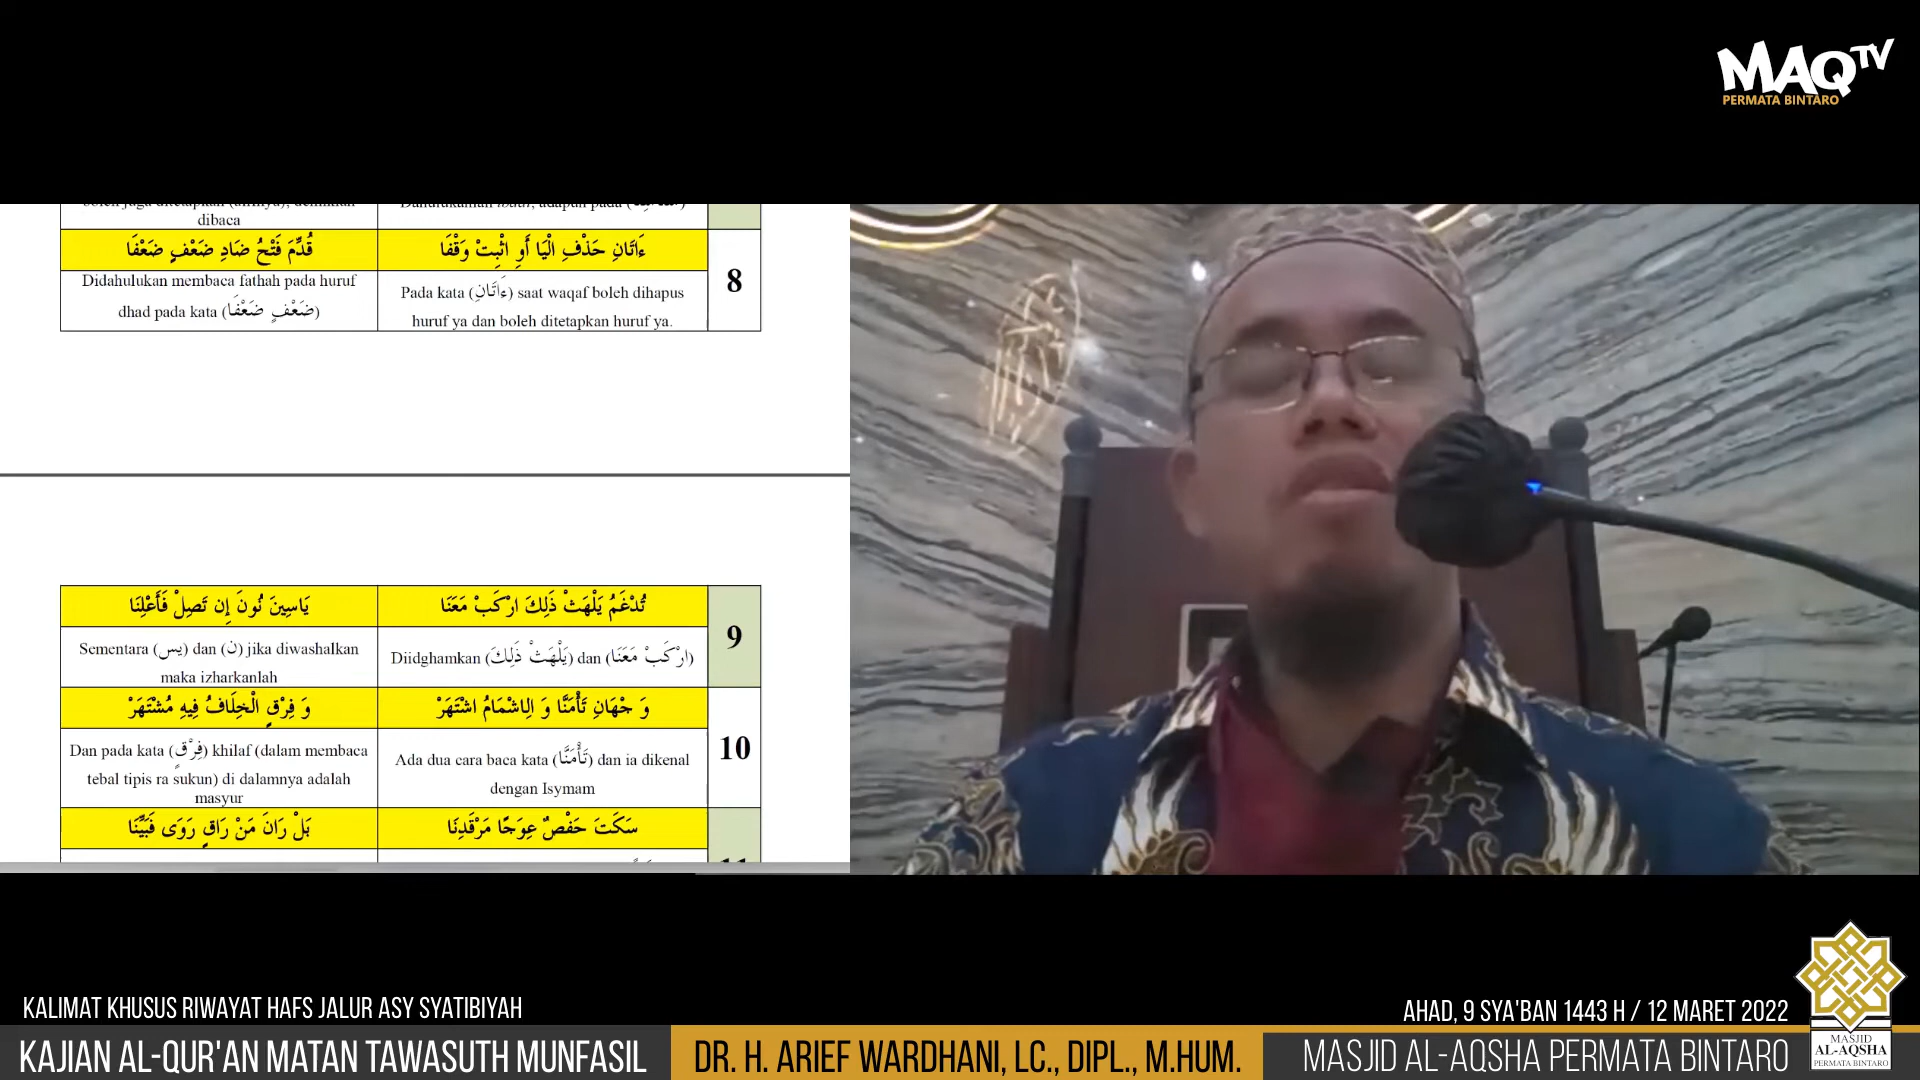 MAQTV
PERMATA BINTARO
dibaca
ءَاتَانِ حَذْفِ الْيَا أَوِ اثْبِتْ وَقْفَا
قُدِّمَ فَتْحُ ضَادِ ضَعْفٍ ضَعْفَا
8
Pada kata (ءَاتَانِ) saat waqaf boleh dihapus
huruf ya dan boleh ditetapkan huruf ya.
Didahulukan membaca fathah pada huruf
dhad pada kata (ضَعْفٍ ضَعْفَا)
9
تُدْغَمُ يَلْهَثْ ذَلِكَ ارْكَبْ مَعَنَا
يَاسِينَ نُونَ إِن تَصِلْ فَأَعْلِنَا
Diidghamkan (يَلْهَثْ ذَلِكَ) dan (ارْكَبْ مَعَنَا)
Sementara (يس) dan (ن) jika diwashalkan
maka izharkanlah
10
وَ جْهَانِ تَأْمَنَّا وَ الِاشْمَامُ اشْتَهَرْ
وَ فِرْقٍ الْخِلَافُ فِيهِ مُشْتَهَرْ
Ada dua cara baca kata (تَأْمَنَّا) dan ia dikenal
dengan Isymam
Dan pada kata (فِرْقٍ) khilaf (dalam membaca
tebal tipis ra sukun) di dalamnya adalah
masyur
سَكَتَ حَفْصٌ عِوَجًا مَرْقَدِنَا
بَلْ رَانَ مَنْ رَاقٍ رَوَى فَبَيِّنَا
KALIMAT KHUSUS RIWAYAT HAFS JALUR ASY SYATIBIYAH
AHAD, 9 SYA'BAN 1443 H / 12 MARET 2022
KAJIAN AL-QUR'AN MATAN TAWASUTH MUNFASIL
DR. H. ARIEF WARDHANI, LC., DIPL., M.HUM.
MASJID AL-AQSHA PERMATA BINTARO
MASJID
AL-AQSHA
PERMATA BINTARO